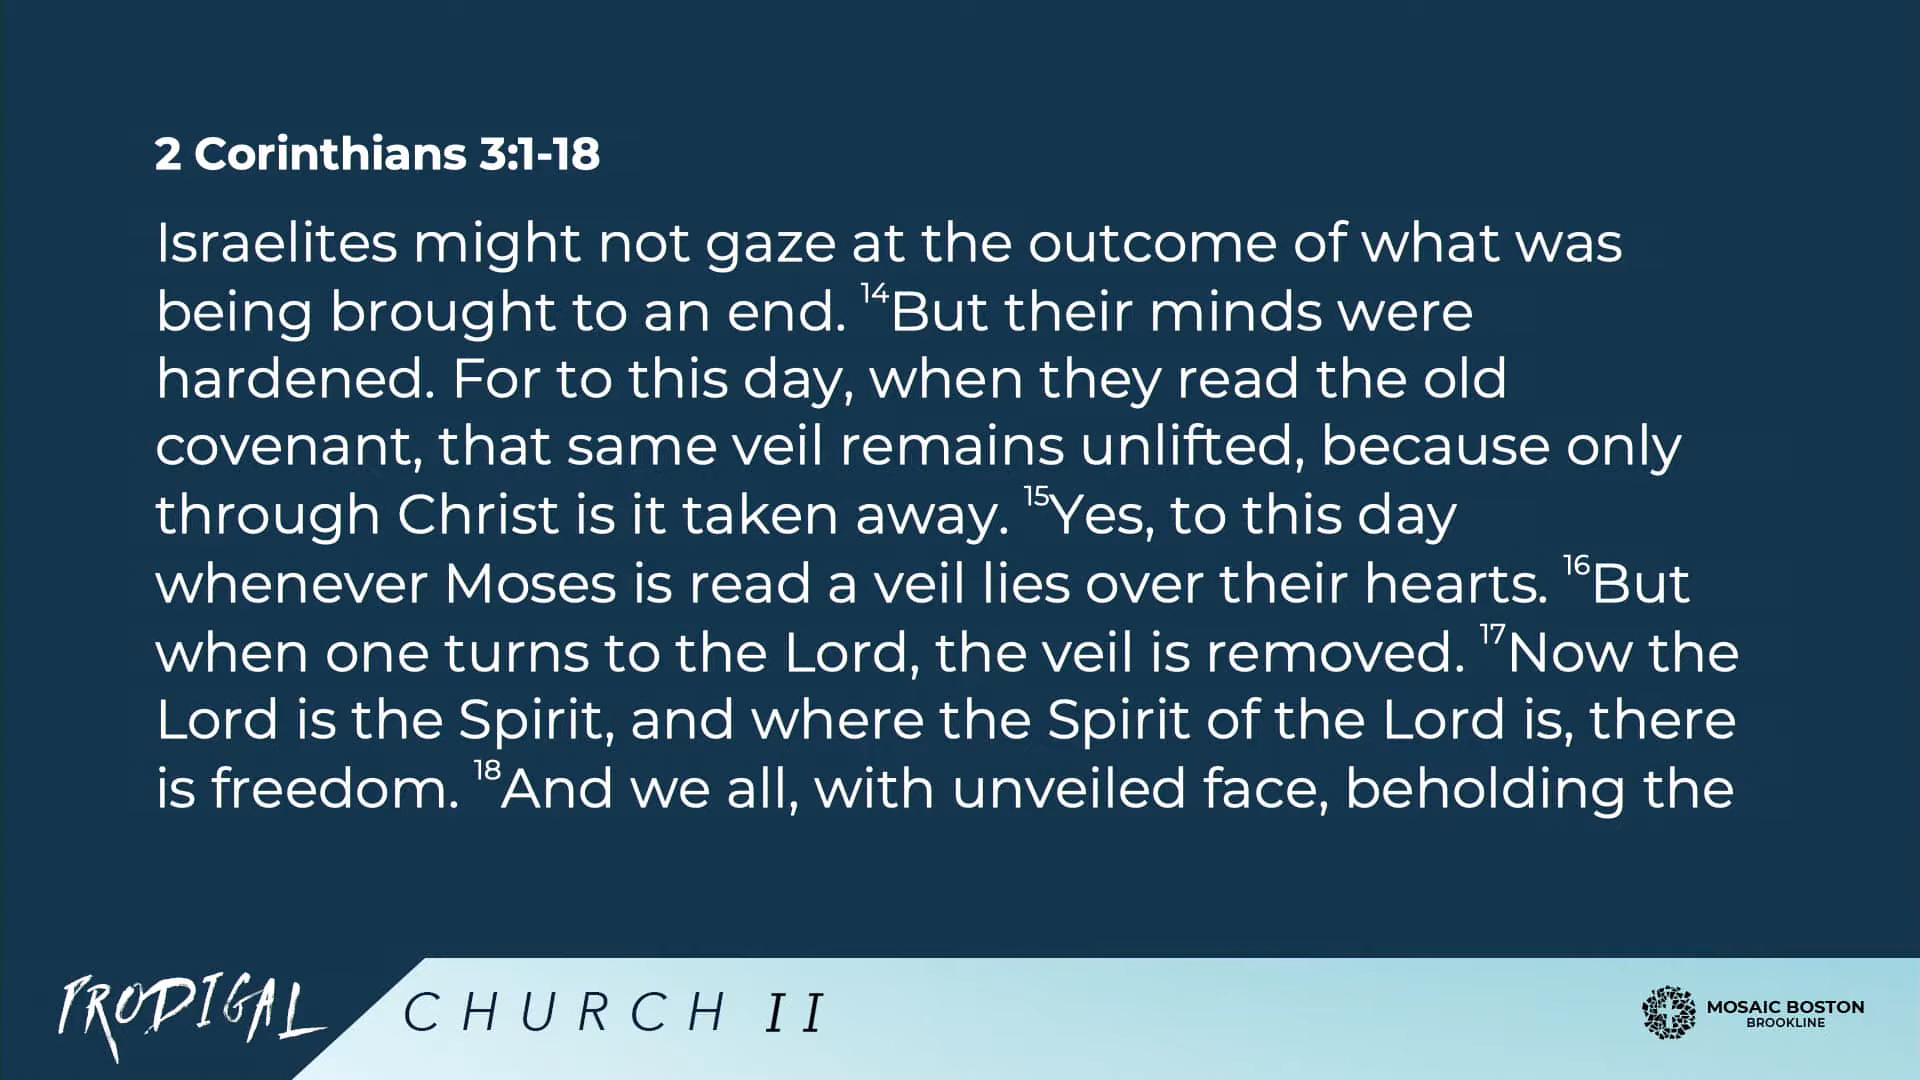 2 Corinthians 3:1-18
Israelites might not gaze at the outcome of what was
being brought to an end. 14But their minds were
hardened. For to this day, when they read the old
covenant, that same veil remains unlifted, because only
through Christ is it taken away. 15Yes, to this day
whenever Moses is read a veil lies over their hearts. 16But
when one turns to the Lord, the veil is removed. 17Now the
Lord is the Spirit, and where the Spirit of the Lord is, there
is freedom. 18And we all, with unveiled face, beholding the
PRODIGAL CHURCH II
MOSAIC BOSTON
BROOKLINE